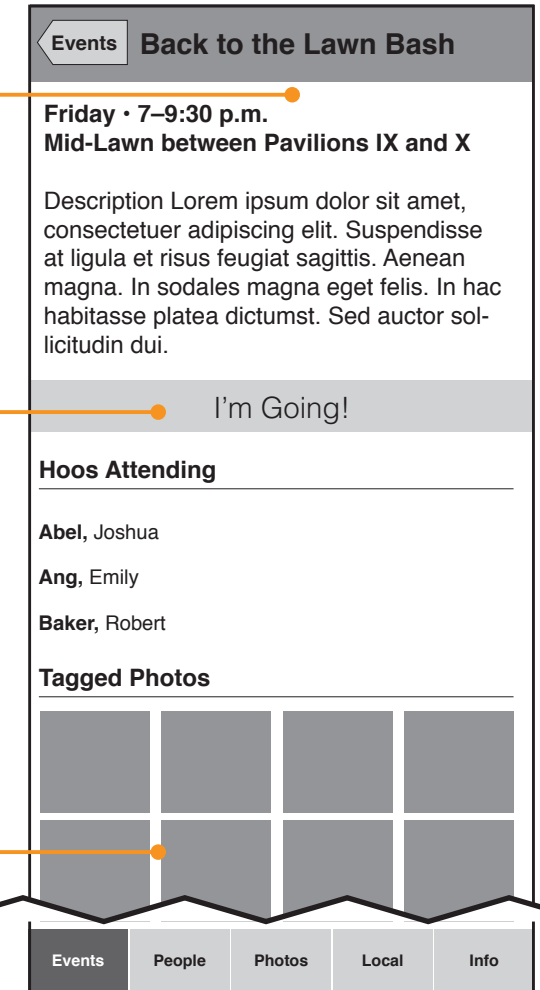 Events Back to the Lawn Bash
Friday • 7–9:30 p.m.
Mid-Lawn between Pavilions IX and X
Description Lorem ipsum dolor sit amet,
consectetuer adipiscing elit. Suspendisse
at ligula et risus feugiat sagittis. Aenean
magna. In sodales magna eget felis. In hac
habitasse platea dictumst. Sed auctor sol-
licitudin dui.
I’m Going!
Hoos Attending
Abel, Joshua
Ang, Emily
Baker, Robert
Tagged Photos
Events People Photos Local Info